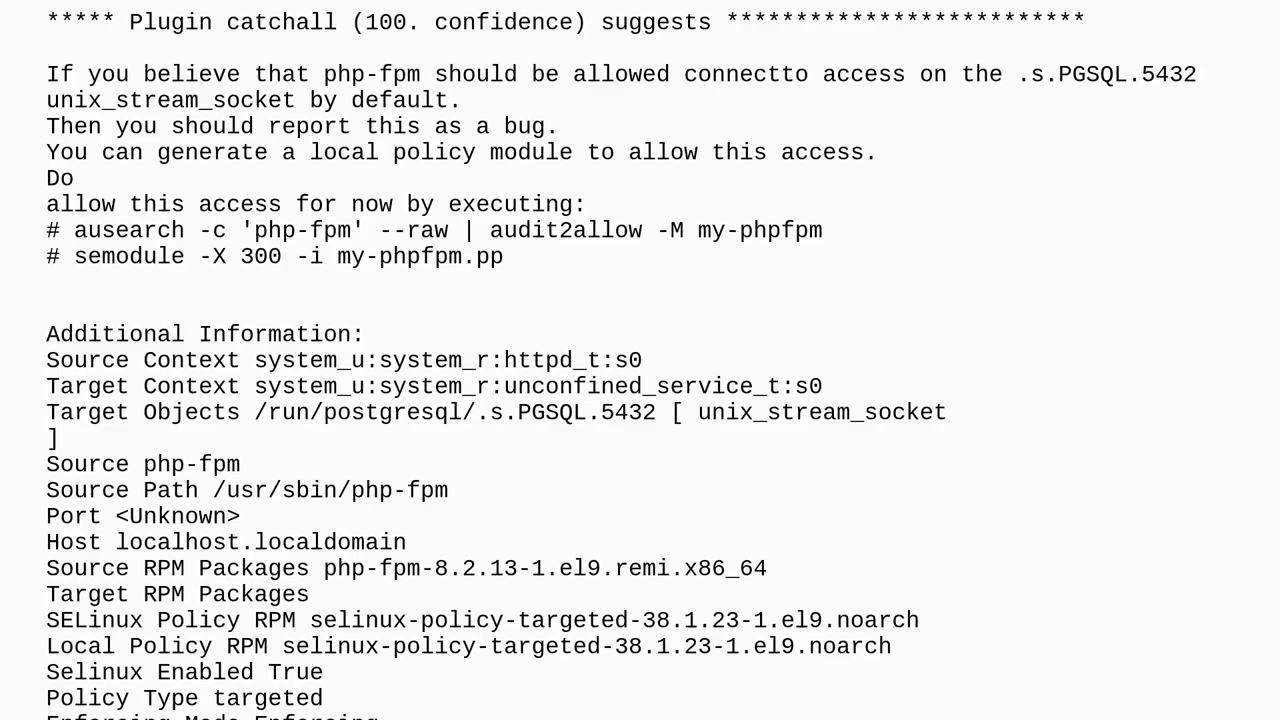 ***** Plugin catchall (100. confidence) suggests **************************
If you believe that php-fpm should be allowed connectto access on the .s.PGSQL.5432
unix_stream_socket by default.
Then you should report this as a bug.
You can generate a local policy module to allow this access.
Do
allow this access for now by executing:
# ausearch -c 'php-fpm' --raw | audit2allow -M my-phpfpm
# semodule -X 300 -i my-phpfpm.pp
Additional Information:
Source Context system_u:system_r:httpd_t:s0
Target Context system_u:system_r:unconfined_service_t:s0
Target Objects /run/postgresql/.s.PGSQL.5432 [ unix_stream_socket
]
Source php-fpm
Source Path /usr/sbin/php-fpm
Port <Unknown>
Host localhost.localdomain
Source RPM Packages php-fpm-8.2.13-1.el9.remi.x86_64
Target RPM Packages
SELinux Policy RPM selinux-policy-targeted-38.1.23-1.el9.noarch
Local Policy RPM selinux-policy-targeted-38.1.23-1.el9.noarch
Selinux Enabled True
Policy Type targeted
Enforcing Mode Enforcing